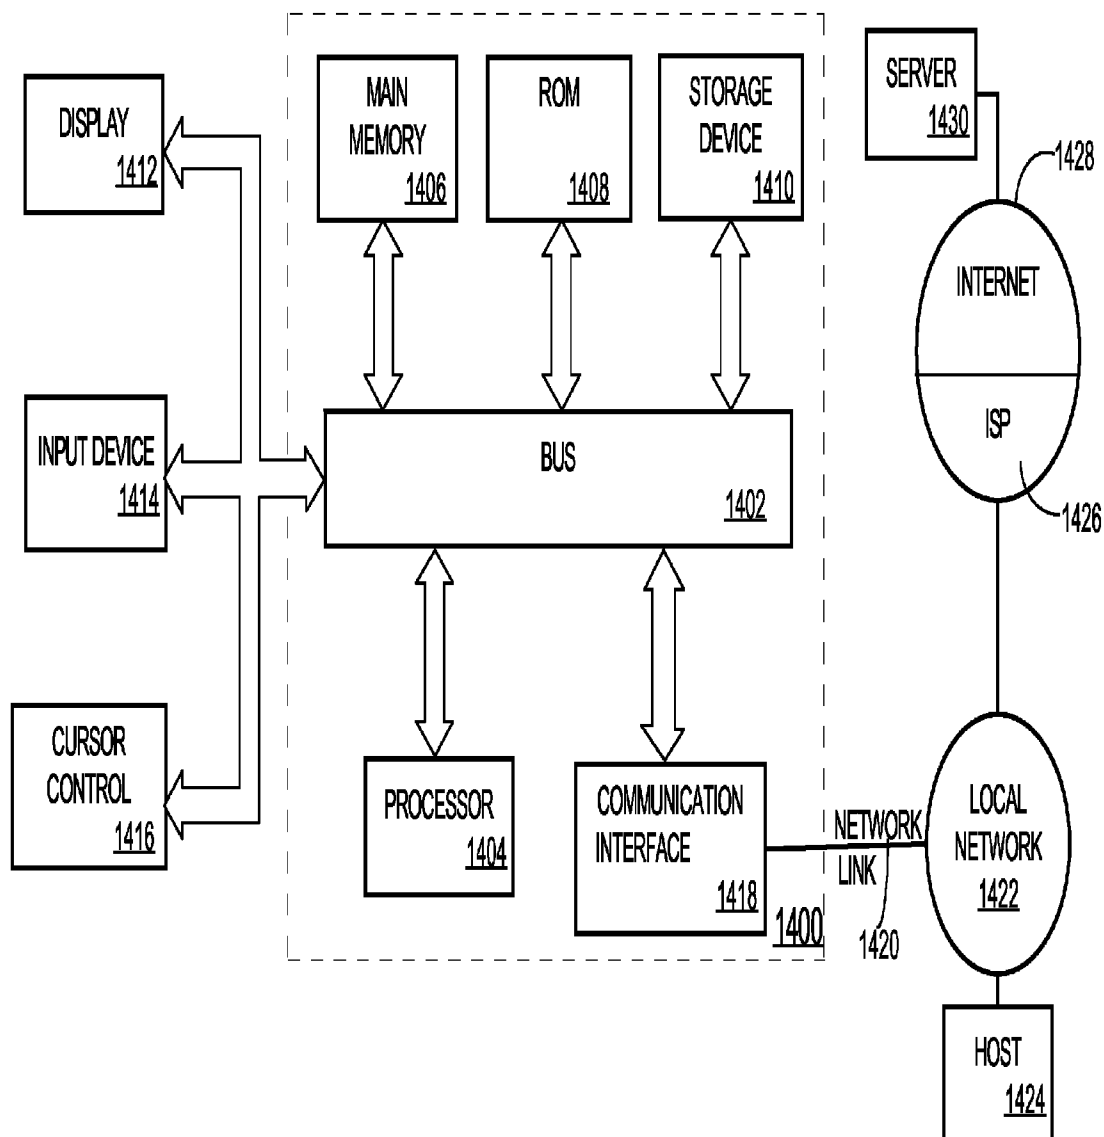 DISPLAY
1412
INPUT DEVICE
1414
CURSOR
CONTROL
1416
MAIN
MEMORY
1406
ROM
1408
STORAGE
DEVICE
1410
BUS
1402
PROCESSOR
1404
COMMUNICATION
INTERFACE
1418
1400
SERVER
1430
1428
INTERNET
ISP
1426
NETWORK
LINK
1420
LOCAL
NETWORK
1422
HOST
1424